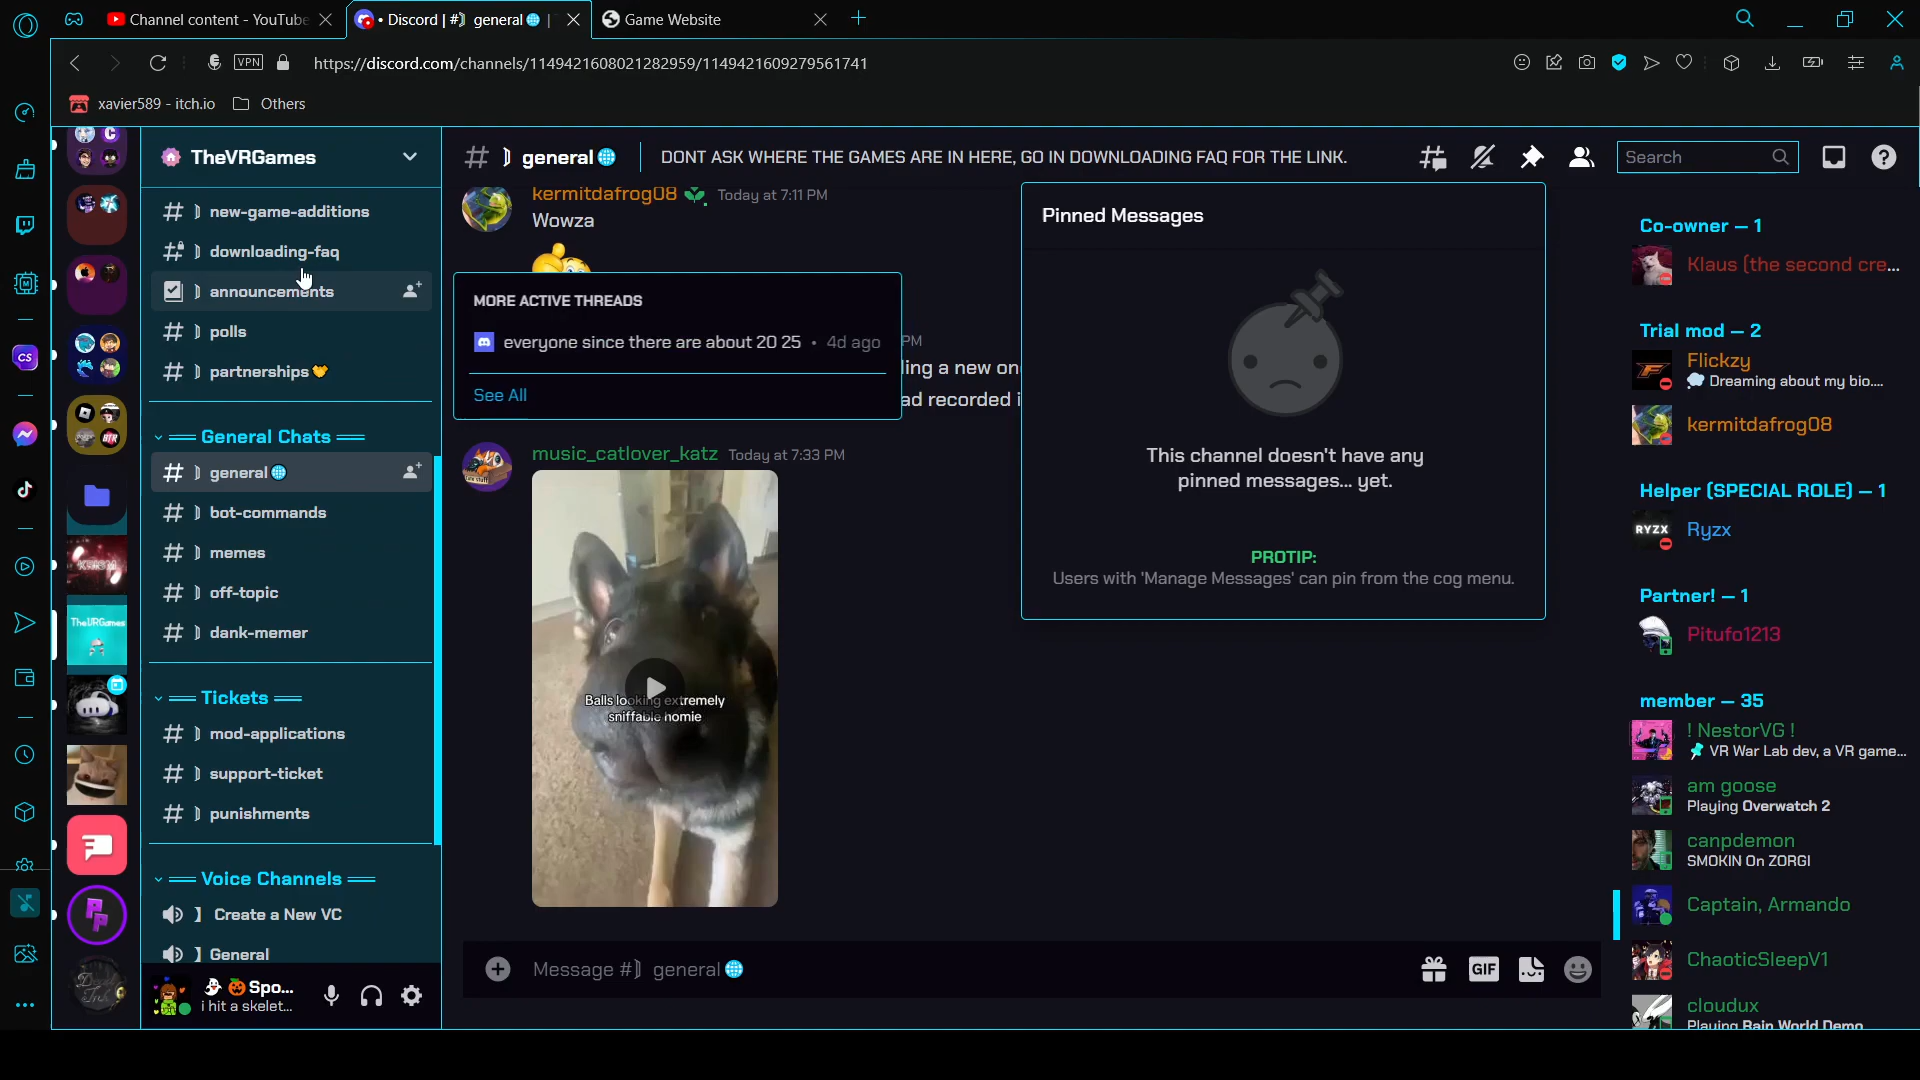 Channel content - YouTube
• Discord | #》 general🌐 |
Game Website
VPN
https://discord.com/channels/1149421608021282959/1149421609279561741
xavier589 - itch.io
Others
TheVRGames
# 》 general🌐
DONT ASK WHERE THE GAMES ARE IN HERE, GO IN DOWNLOADING FAQ FOR THE LINK.
Search
》 new-game-additions
》 downloading-faq
》 announcements
》 polls
》 partnerships🤝
══ General Chats ══
》 general🌐
》 bot-commands
》 memes
》 off-topic
》 dank-memer
══ Tickets ══
》 mod-applications
》 support-ticket
》 punishments
══ Voice Channels ══
】 Create a New VC
】 General
👻🎃Spo...
i hit a skelet...
TheVRGames
CS
kermitdafrog08 Today at 7:11 PM
Wowza
MORE ACTIVE THREADS
everyone since there are about 20 25 • 4d ago
See All
PM
ling a new on
ad recorded i
music_catlover_katz Today at 7:33 PM
Balls looking extremely
sniffable homie
Message #》 general🌐
GIF
Pinned Messages
This channel doesn't have any
pinned messages... yet.
PROTIP:
Users with 'Manage Messages' can pin from the cog menu.
Co-owner — 1
Klaus (the second cre...
Trial mod — 2
Flickzy
Dreaming about my bio....
kermitdafrog08
Helper (SPECIAL ROLE) — 1
RYZX
Ryzx
Partner! — 1
Pitufo1213
member — 35
! NestorVG !
VR War Lab dev, a VR game...
am goose
Playing Overwatch 2
canpdemon
SMOKIN On ZORGI
Captain, Armando
ChaoticSleepV1
cloudux
Playing Rain World Demo